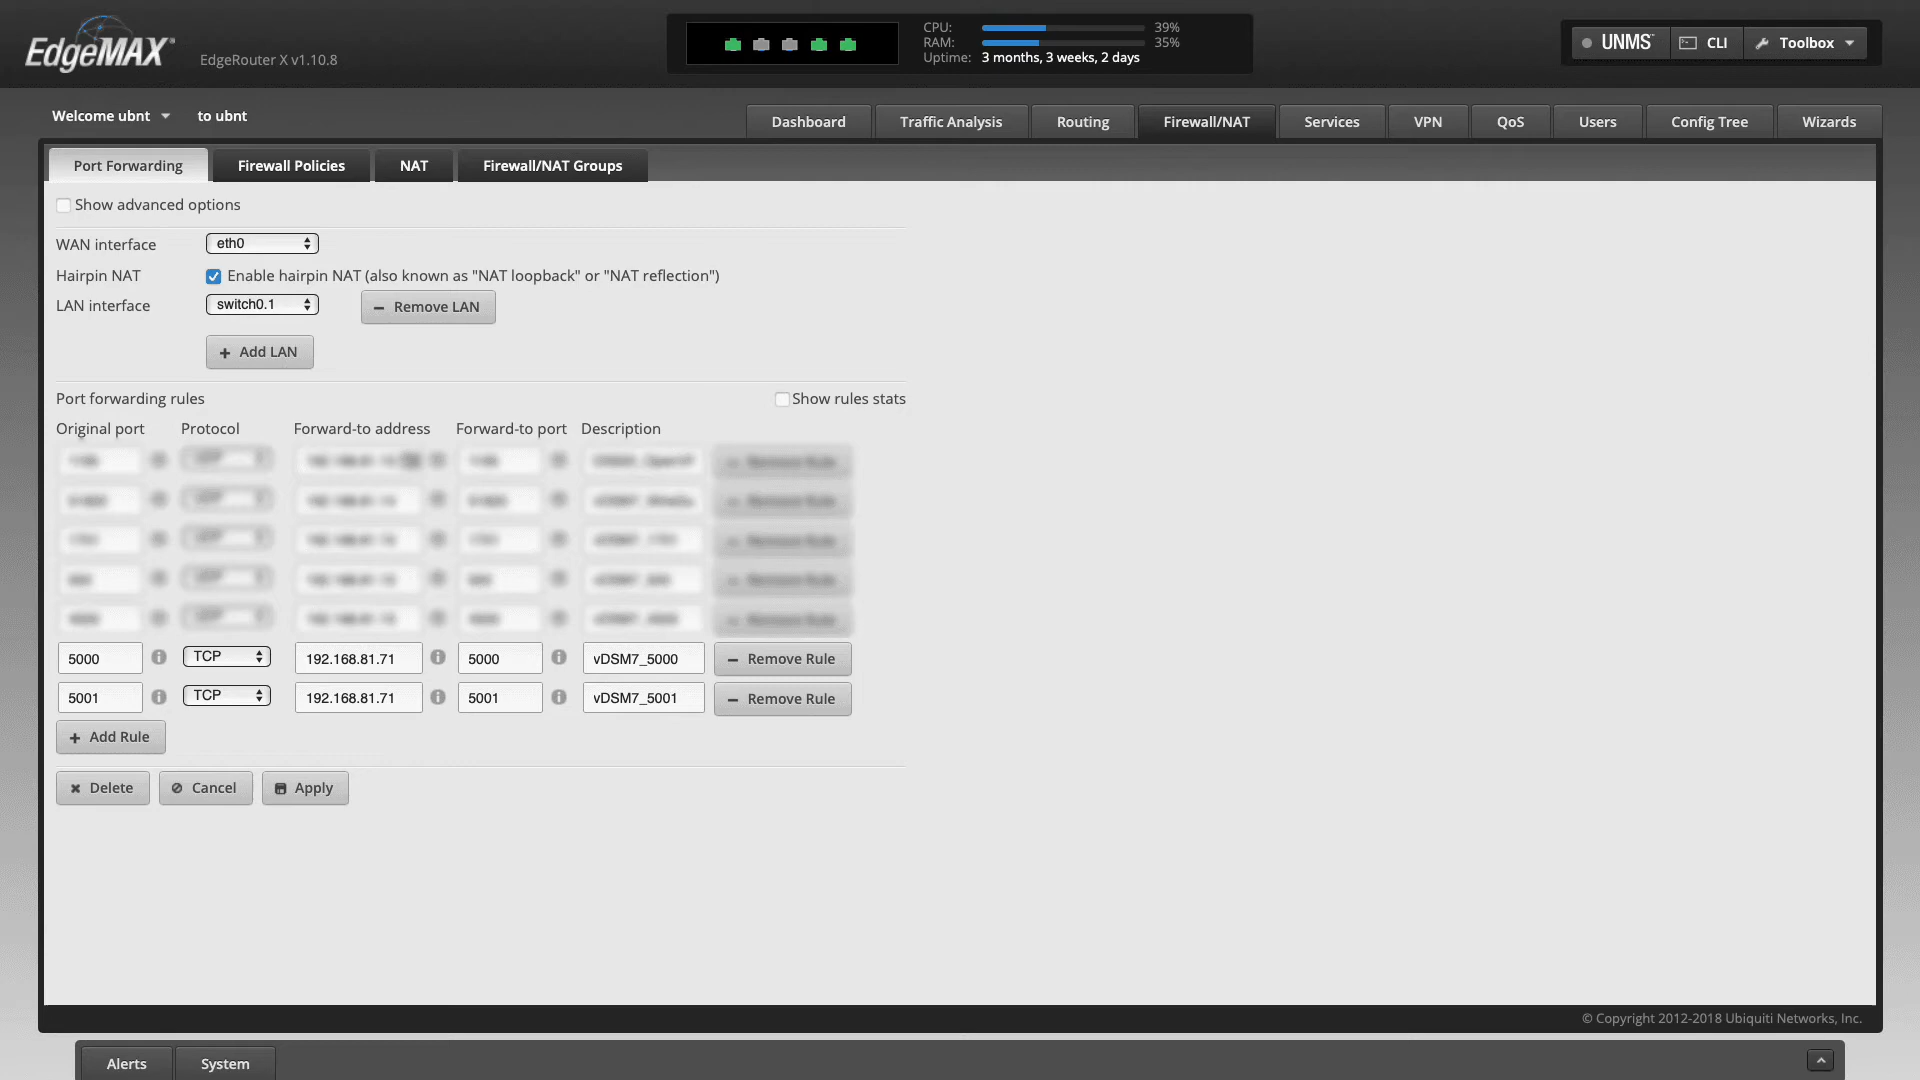 EdgeMAX EdgeRouter X v1.10.8
CPU: 39%
RAM: 35%
Uptime: 3 months, 3 weeks, 2 days
UNMS CLI Toolbox
Welcome ubnt to ubnt
Dashboard Traffic Analysis Routing Firewall/NAT Services VPN QoS Users Config Tree Wizards
Port Forwarding Firewall Policies NAT Firewall/NAT Groups
Show advanced options
WAN interface eth0
Hairpin NAT Enable hairpin NAT (also known as "NAT loopback" or "NAT reflection")
LAN interface switch0.1 Remove LAN
Add LAN
Port forwarding rules Show rules stats
Original port Protocol Forward-to address Forward-to port Description
5000 TCP 192.168.81.71 5000 vDSM7_5000 Remove Rule
5001 TCP 192.168.81.71 5001 vDSM7_5001 Remove Rule
Add Rule
Delete Cancel Apply
© Copyright 2012-2018 Ubiquiti Networks, Inc.
Alerts System